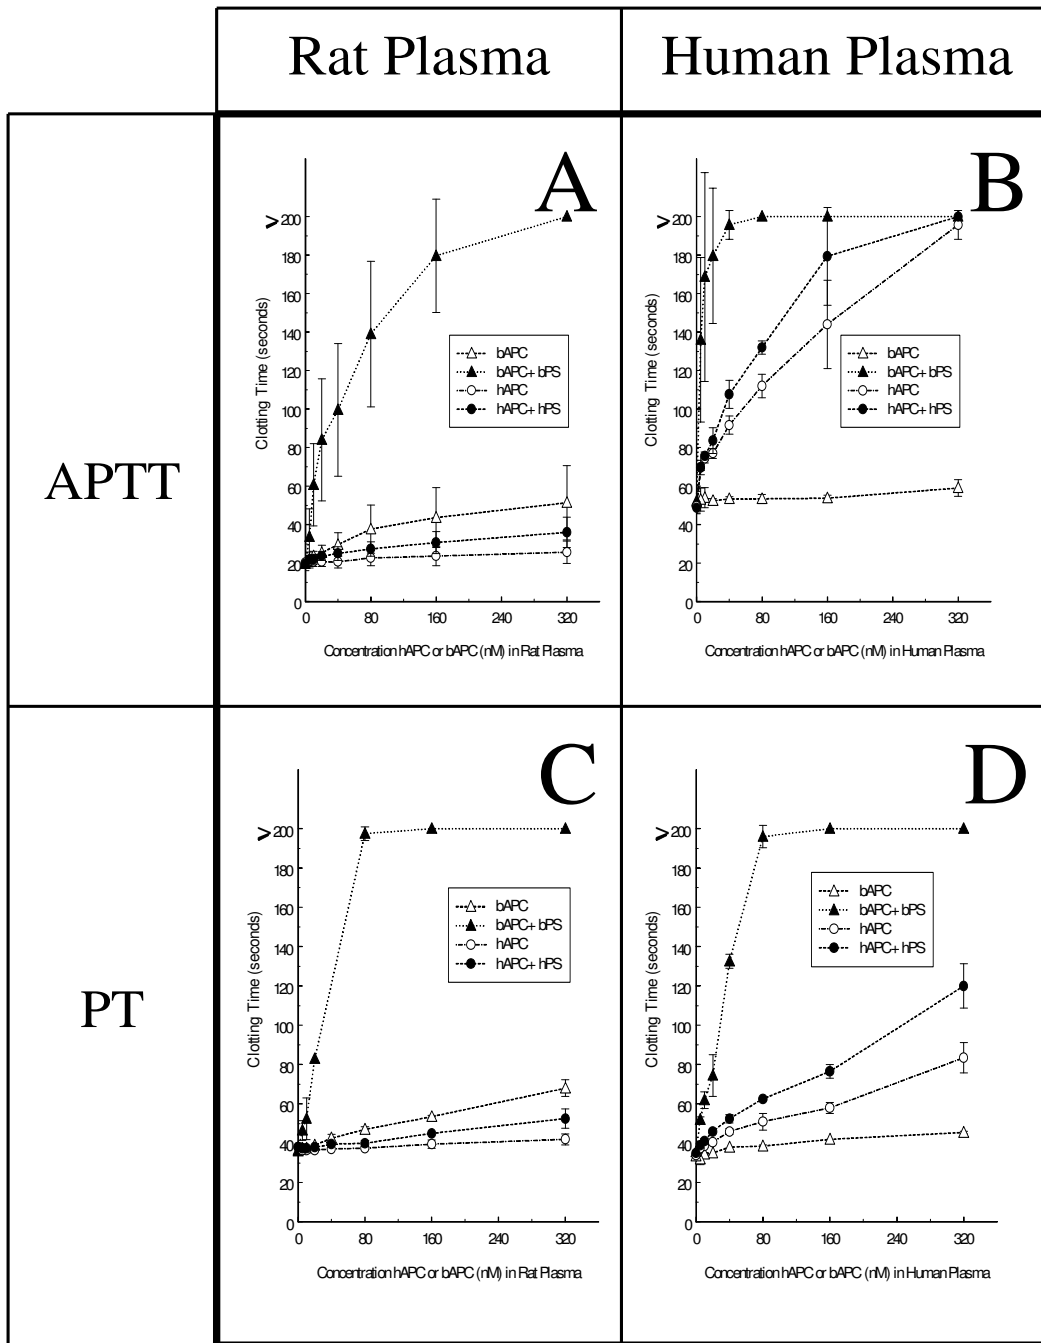 Rat Plasma
Human Plasma
APTT
A
>
200
180
160
140
120
100
80
60
40
20
0
Clotting Time (seconds)
bAPC
bAPC+bPS
hAPC
hAPC+hPS
0 80 160 240 320
Concentration hAPC or bAPC (nM) in Rat Plasma
B
>
200
180
160
140
120
100
80
60
40
20
0
Clotting Time (seconds)
bAPC
bAPC+bPS
hAPC
hAPC+hPS
0 80 160 240 320
Concentration hAPC or bAPC (nM) in Human Plasma
PT
C
>
200
180
160
140
120
100
80
60
40
20
0
Clotting Time (seconds)
bAPC
bAPC+bPS
hAPC
hAPC+hPS
0 80 160 240 320
Concentration hAPC or bAPC (nM) in Rat Plasma
D
>
200
180
160
140
120
100
80
60
40
20
0
Clotting Time (seconds)
bAPC
bAPC+bPS
hAPC
hAPC+hPS
0 80 160 240 320
Concentration hAPC or bAPC (nM) in Human Plasma